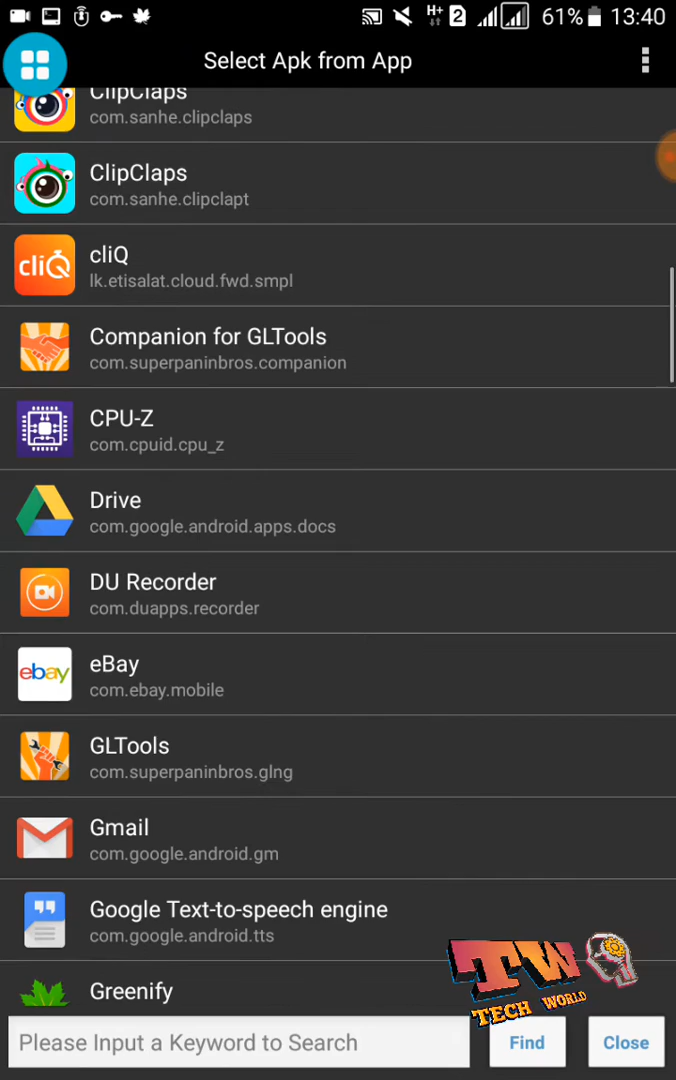 H+
2
61%
13:40
Select Apk from App
ClipClaps
com.sanhe.clipclaps
ClipClaps
com.sanhe.clipclapt
cliQ
cliQ
lk.etisalat.cloud.fwd.smpl
Companion for GLTools
com.superpaninbros.companion
CPU-Z
com.cpuid.cpu_z
Drive
com.google.android.apps.docs
DU Recorder
com.duapps.recorder
ebay
eBay
com.ebay.mobile
GLTools
com.superpaninbros.glng
Gmail
com.google.android.gm
Google Text-to-speech engine
com.google.android.tts
Greenify
TW
TECH WORLD
Please Input a Keyword to Search
Find
Close